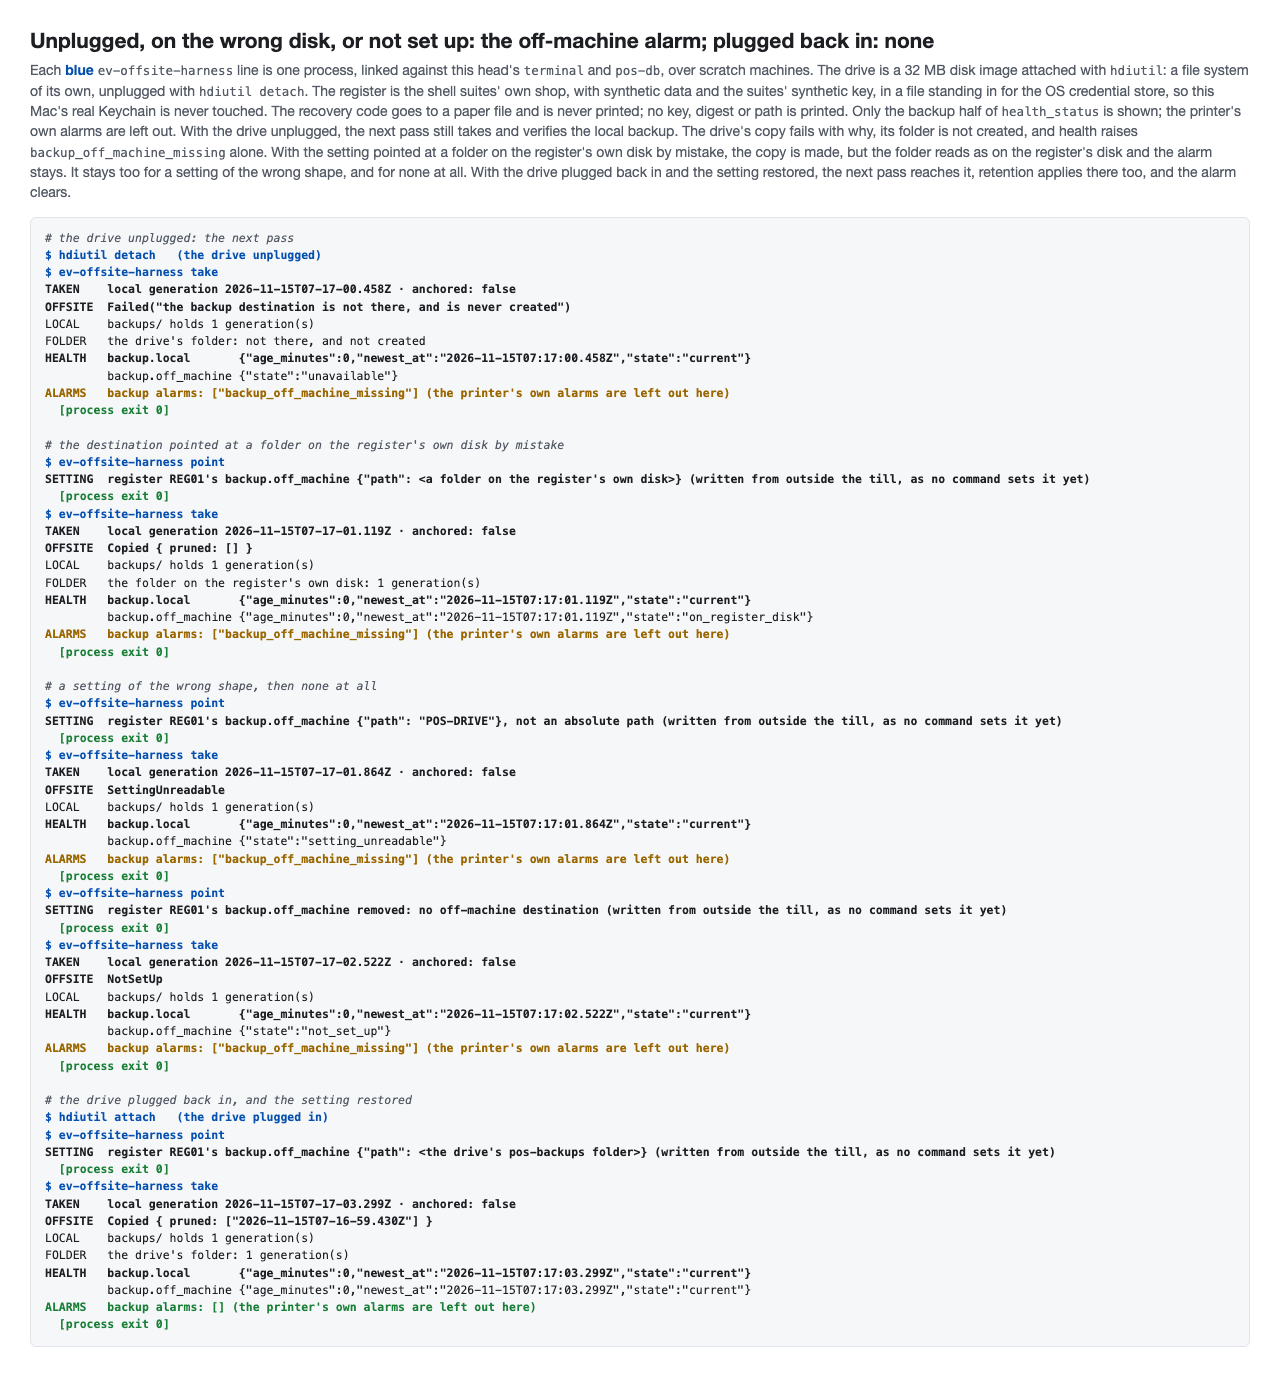 Unplugged, on the wrong disk, or not set up: the off-machine alarm; plugged back in: none
Each blue ev-offsite-harness line is one process, linked against this head's terminal and pos-db, over scratch machines. The drive is a 32 MB disk image attached with hdiutil: a file system
of its own, unplugged with hdiutil detach. The register is the shell suites' own shop, with synthetic data and the suites' synthetic key, in a file standing in for the OS credential store, so this
Mac's real Keychain is never touched. The recovery code goes to a paper file and is never printed; no key, digest or path is printed. Only the backup half of health_status is shown; the printer's
own alarms are left out. With the drive unplugged, the next pass still takes and verifies the local backup. The drive's copy fails with why, its folder is not created, and health raises
backup_off_machine_missing alone. With the setting pointed at a folder on the register's own disk by mistake, the copy is made, but the folder reads as on the register's disk and the alarm
stays. It stays too for a setting of the wrong shape, and for none at all. With the drive plugged back in and the setting restored, the next pass reaches it, retention applies there too, and the alarm
clears.
# the drive unplugged: the next pass
$ hdiutil detach   (the drive unplugged)
$ ev-offsite-harness take
TAKEN    local generation 2026-11-15T07-17-00.458Z · anchored: false
OFFSITE  Failed("the backup destination is not there, and is never created")
LOCAL    backups/ holds 1 generation(s)
FOLDER   the drive's folder: not there, and not created
HEALTH   backup.local       {"age_minutes":0,"newest_at":"2026-11-15T07:17:00.458Z","state":"current"}
         backup.off_machine {"state":"unavailable"}
ALARMS   backup alarms: ["backup_off_machine_missing"] (the printer's own alarms are left out here)
  [process exit 0]
# the destination pointed at a folder on the register's own disk by mistake
$ ev-offsite-harness point
SETTING  register REG01's backup.off_machine {"path": <a folder on the register's own disk>} (written from outside the till, as no command sets it yet)
  [process exit 0]
$ ev-offsite-harness take
TAKEN    local generation 2026-11-15T07-17-01.119Z · anchored: false
OFFSITE  Copied { pruned: [] }
LOCAL    backups/ holds 1 generation(s)
FOLDER   the folder on the register's own disk: 1 generation(s)
HEALTH   backup.local       {"age_minutes":0,"newest_at":"2026-11-15T07:17:01.119Z","state":"current"}
         backup.off_machine {"age_minutes":0,"newest_at":"2026-11-15T07:17:01.119Z","state":"on_register_disk"}
ALARMS   backup alarms: ["backup_off_machine_missing"] (the printer's own alarms are left out here)
  [process exit 0]
# a setting of the wrong shape, then none at all
$ ev-offsite-harness point
SETTING  register REG01's backup.off_machine {"path": "POS-DRIVE"}, not an absolute path (written from outside the till, as no command sets it yet)
  [process exit 0]
$ ev-offsite-harness take
TAKEN    local generation 2026-11-15T07-17-01.864Z · anchored: false
OFFSITE  SettingUnreadable
LOCAL    backups/ holds 1 generation(s)
HEALTH   backup.local       {"age_minutes":0,"newest_at":"2026-11-15T07:17:01.864Z","state":"current"}
         backup.off_machine {"state":"setting_unreadable"}
ALARMS   backup alarms: ["backup_off_machine_missing"] (the printer's own alarms are left out here)
  [process exit 0]
$ ev-offsite-harness point
SETTING  register REG01's backup.off_machine removed: no off-machine destination (written from outside the till, as no command sets it yet)
  [process exit 0]
$ ev-offsite-harness take
TAKEN    local generation 2026-11-15T07-17-02.522Z · anchored: false
OFFSITE  NotSetUp
LOCAL    backups/ holds 1 generation(s)
HEALTH   backup.local       {"age_minutes":0,"newest_at":"2026-11-15T07:17:02.522Z","state":"current"}
         backup.off_machine {"state":"not_set_up"}
ALARMS   backup alarms: ["backup_off_machine_missing"] (the printer's own alarms are left out here)
  [process exit 0]
# the drive plugged back in, and the setting restored
$ hdiutil attach   (the drive plugged in)
$ ev-offsite-harness point
SETTING  register REG01's backup.off_machine {"path": <the drive's pos-backups folder>} (written from outside the till, as no command sets it yet)
  [process exit 0]
$ ev-offsite-harness take
TAKEN    local generation 2026-11-15T07-17-03.299Z · anchored: false
OFFSITE  Copied { pruned: ["2026-11-15T07-16-59.430Z"] }
LOCAL    backups/ holds 1 generation(s)
FOLDER   the drive's folder: 1 generation(s)
HEALTH   backup.local       {"age_minutes":0,"newest_at":"2026-11-15T07:17:03.299Z","state":"current"}
         backup.off_machine {"age_minutes":0,"newest_at":"2026-11-15T07:17:03.299Z","state":"current"}
ALARMS   backup alarms: [] (the printer's own alarms are left out here)
  [process exit 0]